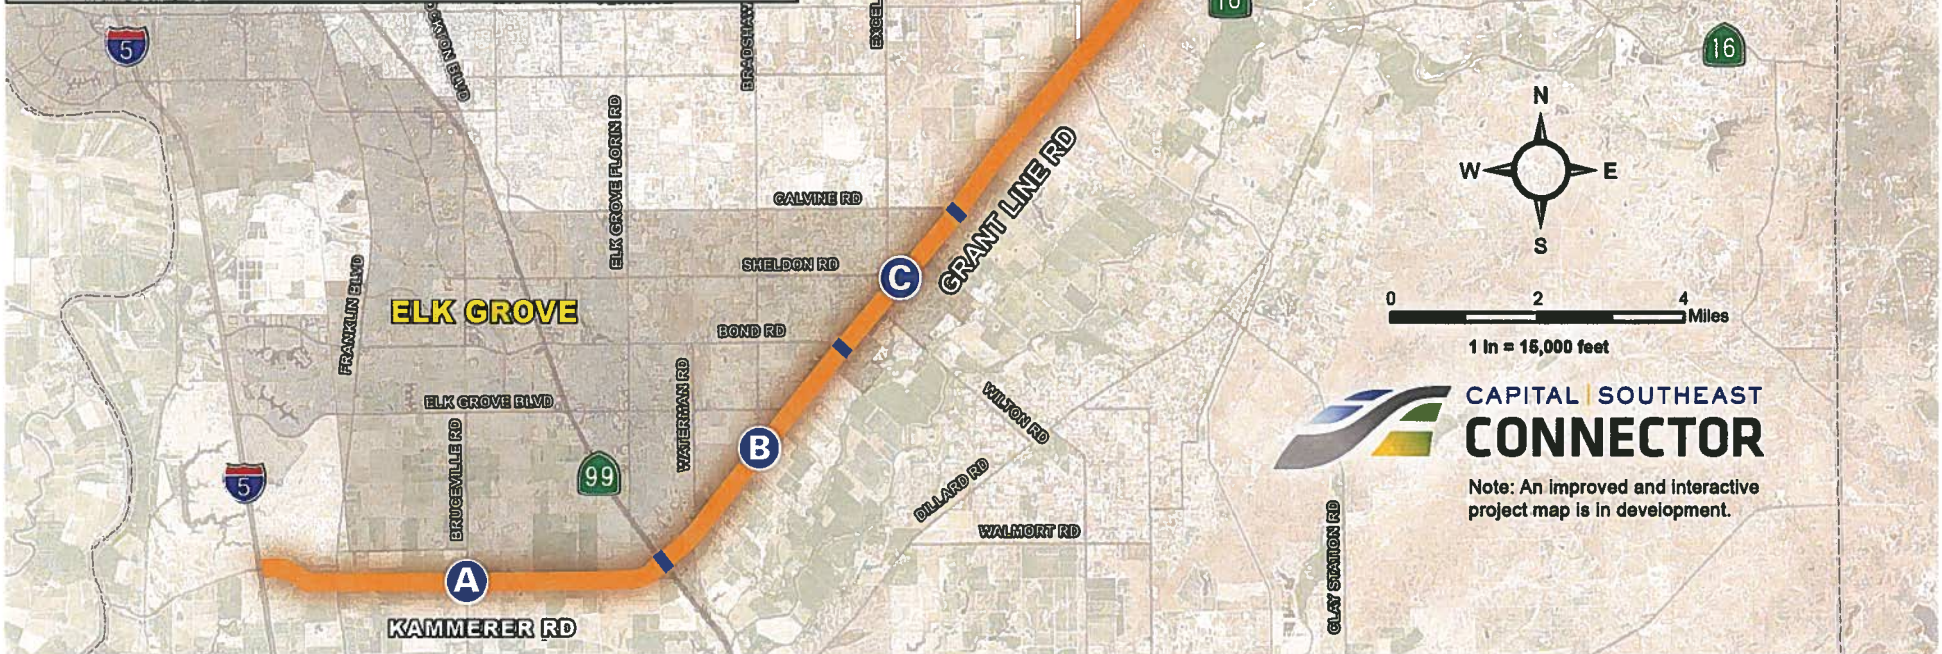 BRADSHAW
EXCEL
16
5
16
N
W
E
S
ELK GROVE FLORIN RD
CALVINE RD
GRANT LINE RD
SHELDON RD
C
FRANKLIN BLVD
ELK GROVE
BOND RD
0 2 4
Miles
1 in = 15,000 feet
ELK GROVE BLVD
WATERMAN RD
WILTON RD
CAPITAL | SOUTHEAST
CONNECTOR
B
BRUCEVILLE RD
99
5
DILLARD RD
WALMORT RD
Note: An improved and interactive
project map is in development.
CLAY STATION RD
A
KAMMERER RD